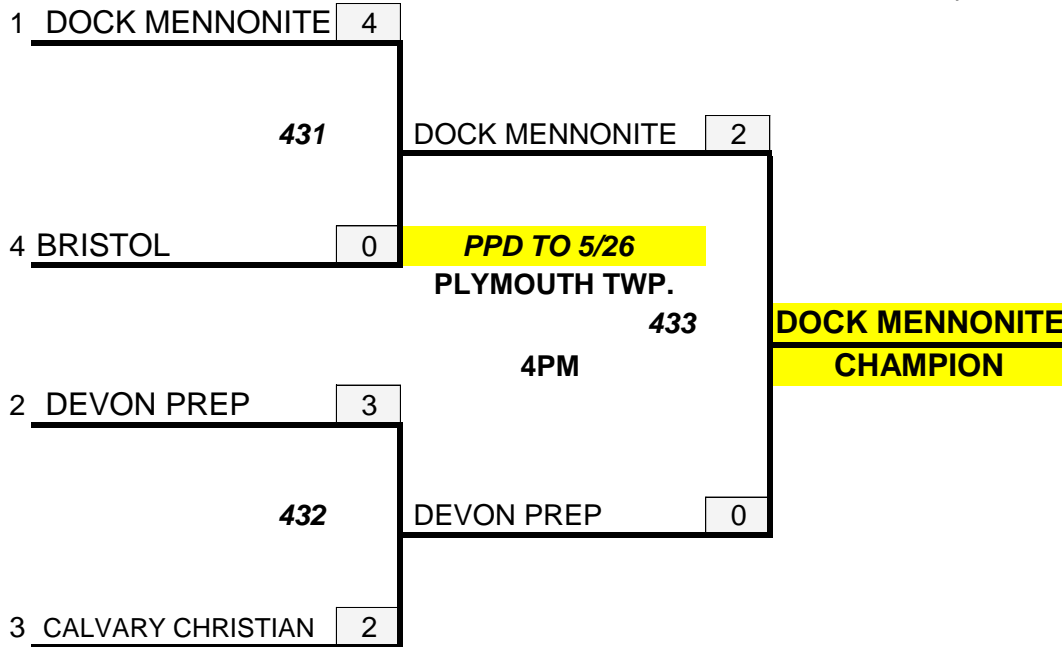 1 DOCK MENNONITE 4
431
DOCK MENNONITE 2
4 BRISTOL 0
PPD TO 5/26
PLYMOUTH TWP.
433
DOCK MENNONITE
4PM
CHAMPION
2 DEVON PREP 3
432
DEVON PREP 0
3 CALVARY CHRISTIAN 2